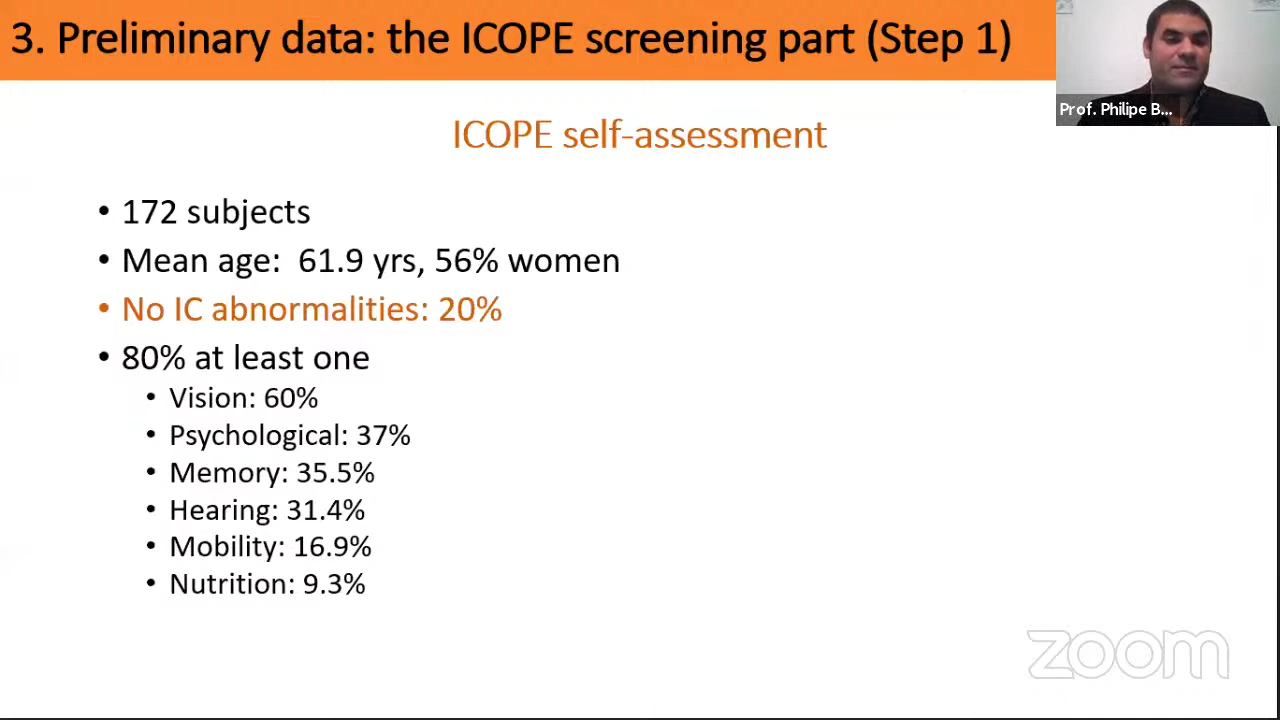 3. Preliminary data: the ICOPE screening part (Step 1)
Prof. Philipe B...
ICOPE self-assessment
• 172 subjects
• Mean age: 61.9 yrs, 56% women
• No IC abnormalities: 20%
• 80% at least one
• Vision: 60%
• Psychological: 37%
• Memory: 35.5%
• Hearing: 31.4%
• Mobility: 16.9%
• Nutrition: 9.3%
zoom